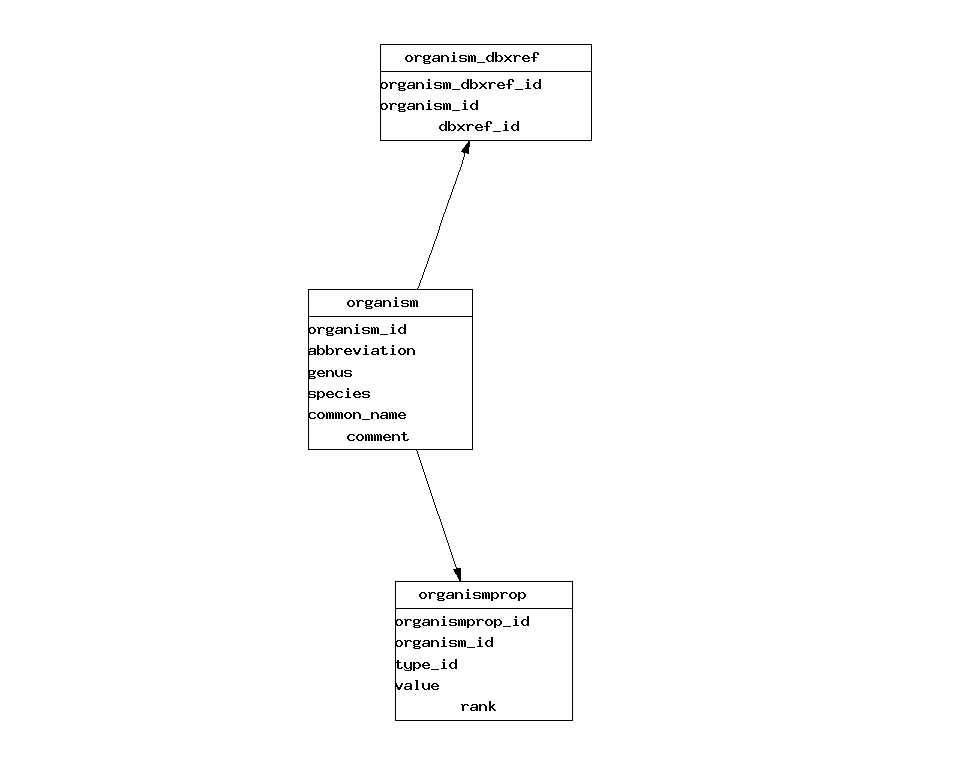 organism_dbxref
organism_dbxref_id
organism_id
dbxref_id
organism
organism_id
abbreviation
genus
species
common_name
comment
organismprop
organismprop_id
organism_id
type_id
value
rank